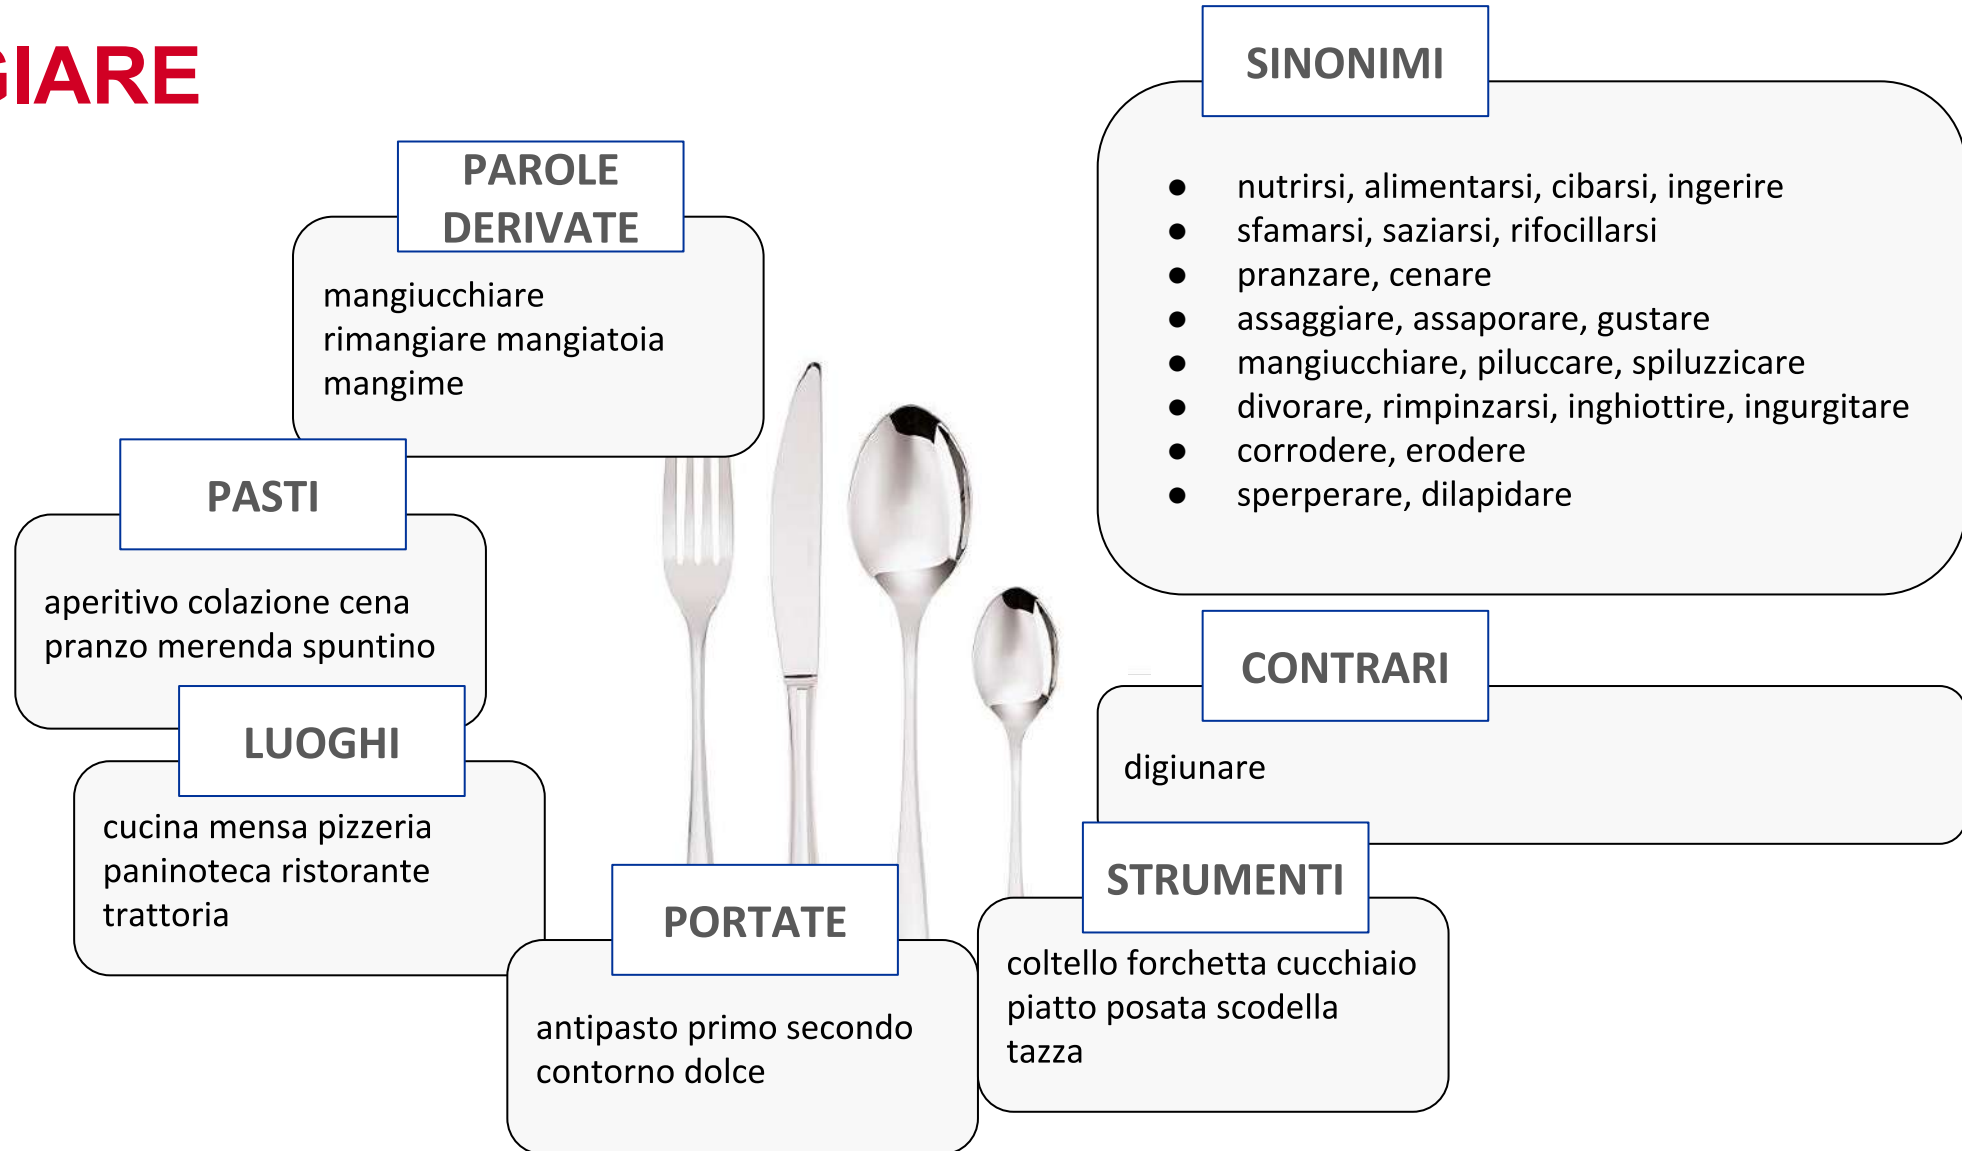 GIARE
PAROLE
DERIVATE
mangiucchiare
rimangiare mangiatoia
mangime
PASTI
aperitivo colazione cena
pranzo merenda spuntino
LUOGHI
cucina mensa pizzeria
paninoteca ristorante
trattoria
PORTATE
antipasto primo secondo
contorno dolce
SINONIMI
● nutrirsi, alimentarsi, cibarsi, ingerire
● sfamarsi, saziarsi, rifocillarsi
● pranzare, cenare
● assaggiare, assaporare, gustare
● mangiucchiare, piluccare, spiluzzicare
● divorare, rimpinzarsi, inghiottire, ingurgitare
● corrodere, erodere
● sperperare, dilapidare
CONTRARI
digiunare
STRUMENTI
coltello forchetta cucchiaio
piatto posata scodella
tazza